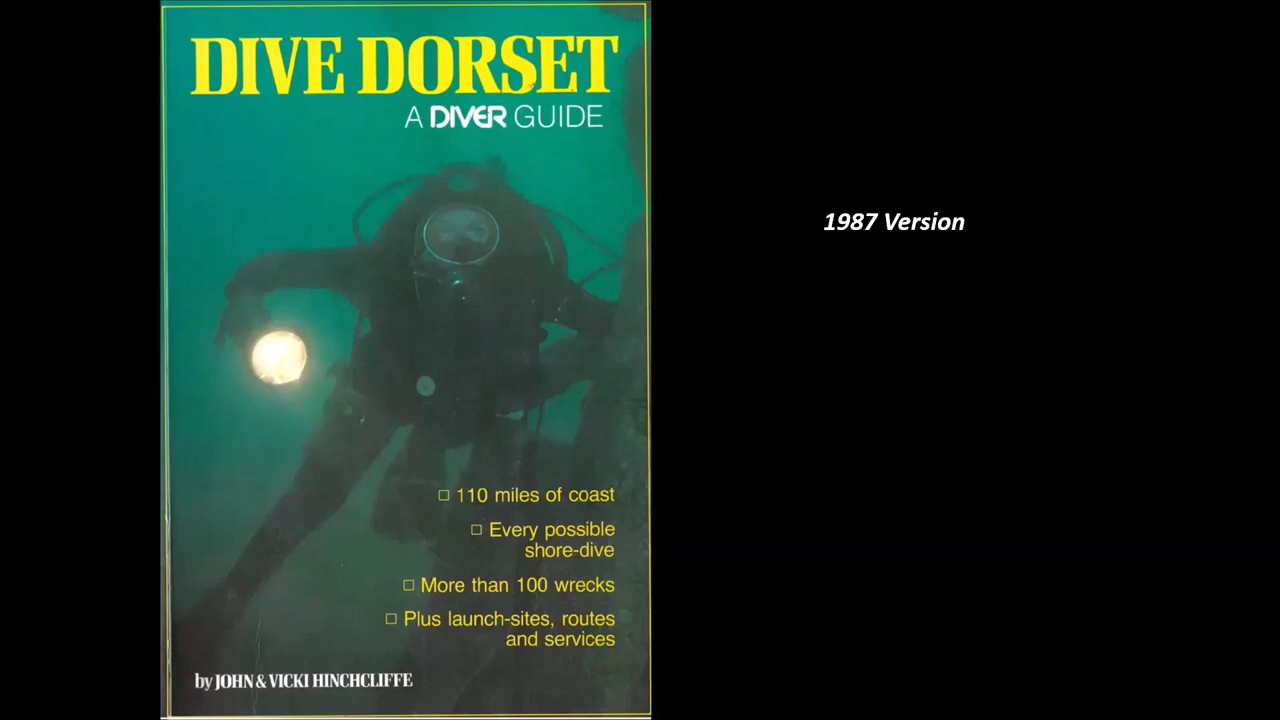 DIVE DORSET
A DIVER GUIDE
1987 Version
□ 110 miles of coast
□ Every possible
shore-dive
□ More than 100 wrecks
□ Plus launch-sites, routes
and services
by JOHN & VICKI HINCHCLIFFE